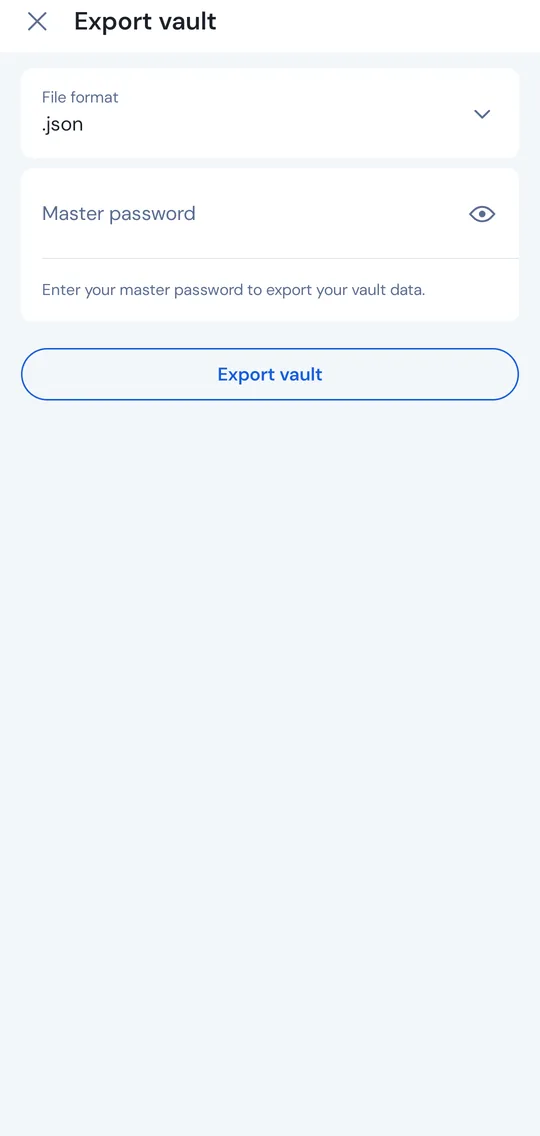 Export vault
File format
.json
Master password
Enter your master password to export your vault data.
Export vault